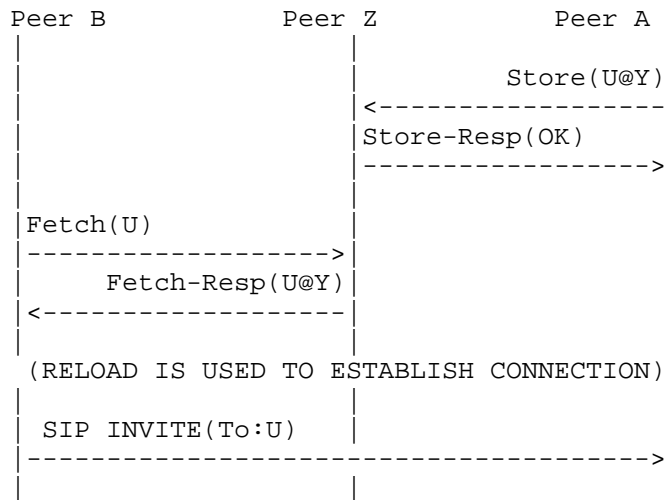 Peer B Peer Z Peer A
Store(U@Y)
Store-Resp(OK)
Fetch(U)
Fetch-Resp(U@Y)
(RELOAD IS USED TO ESTABLISH CONNECTION)
SIP INVITE(To:U)